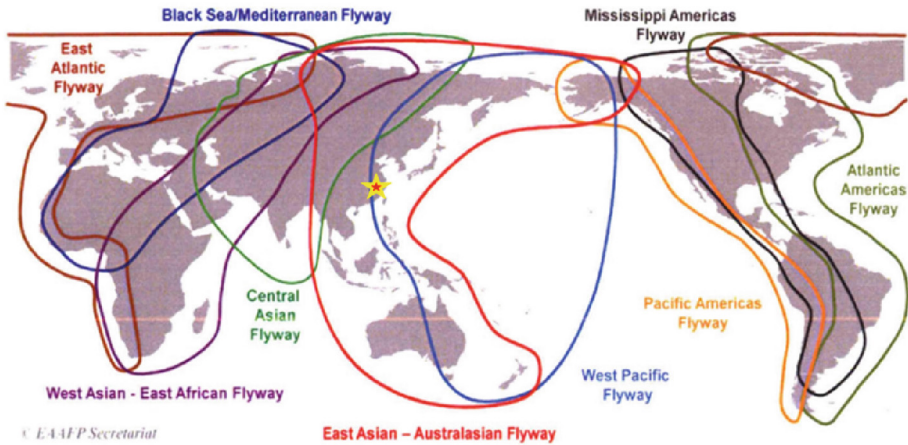 Black Sea/Mediterranean Flyway
Mississippi Americas
Flyway
East
Atlantic
Flyway
Atlantic
Americas
Flyway
Central
Asian
Flyway
Pacific Americas
Flyway
West Asian - East African Flyway
West Pacific
Flyway
© EAAFP Secretariat
East Asian – Australasian Flyway